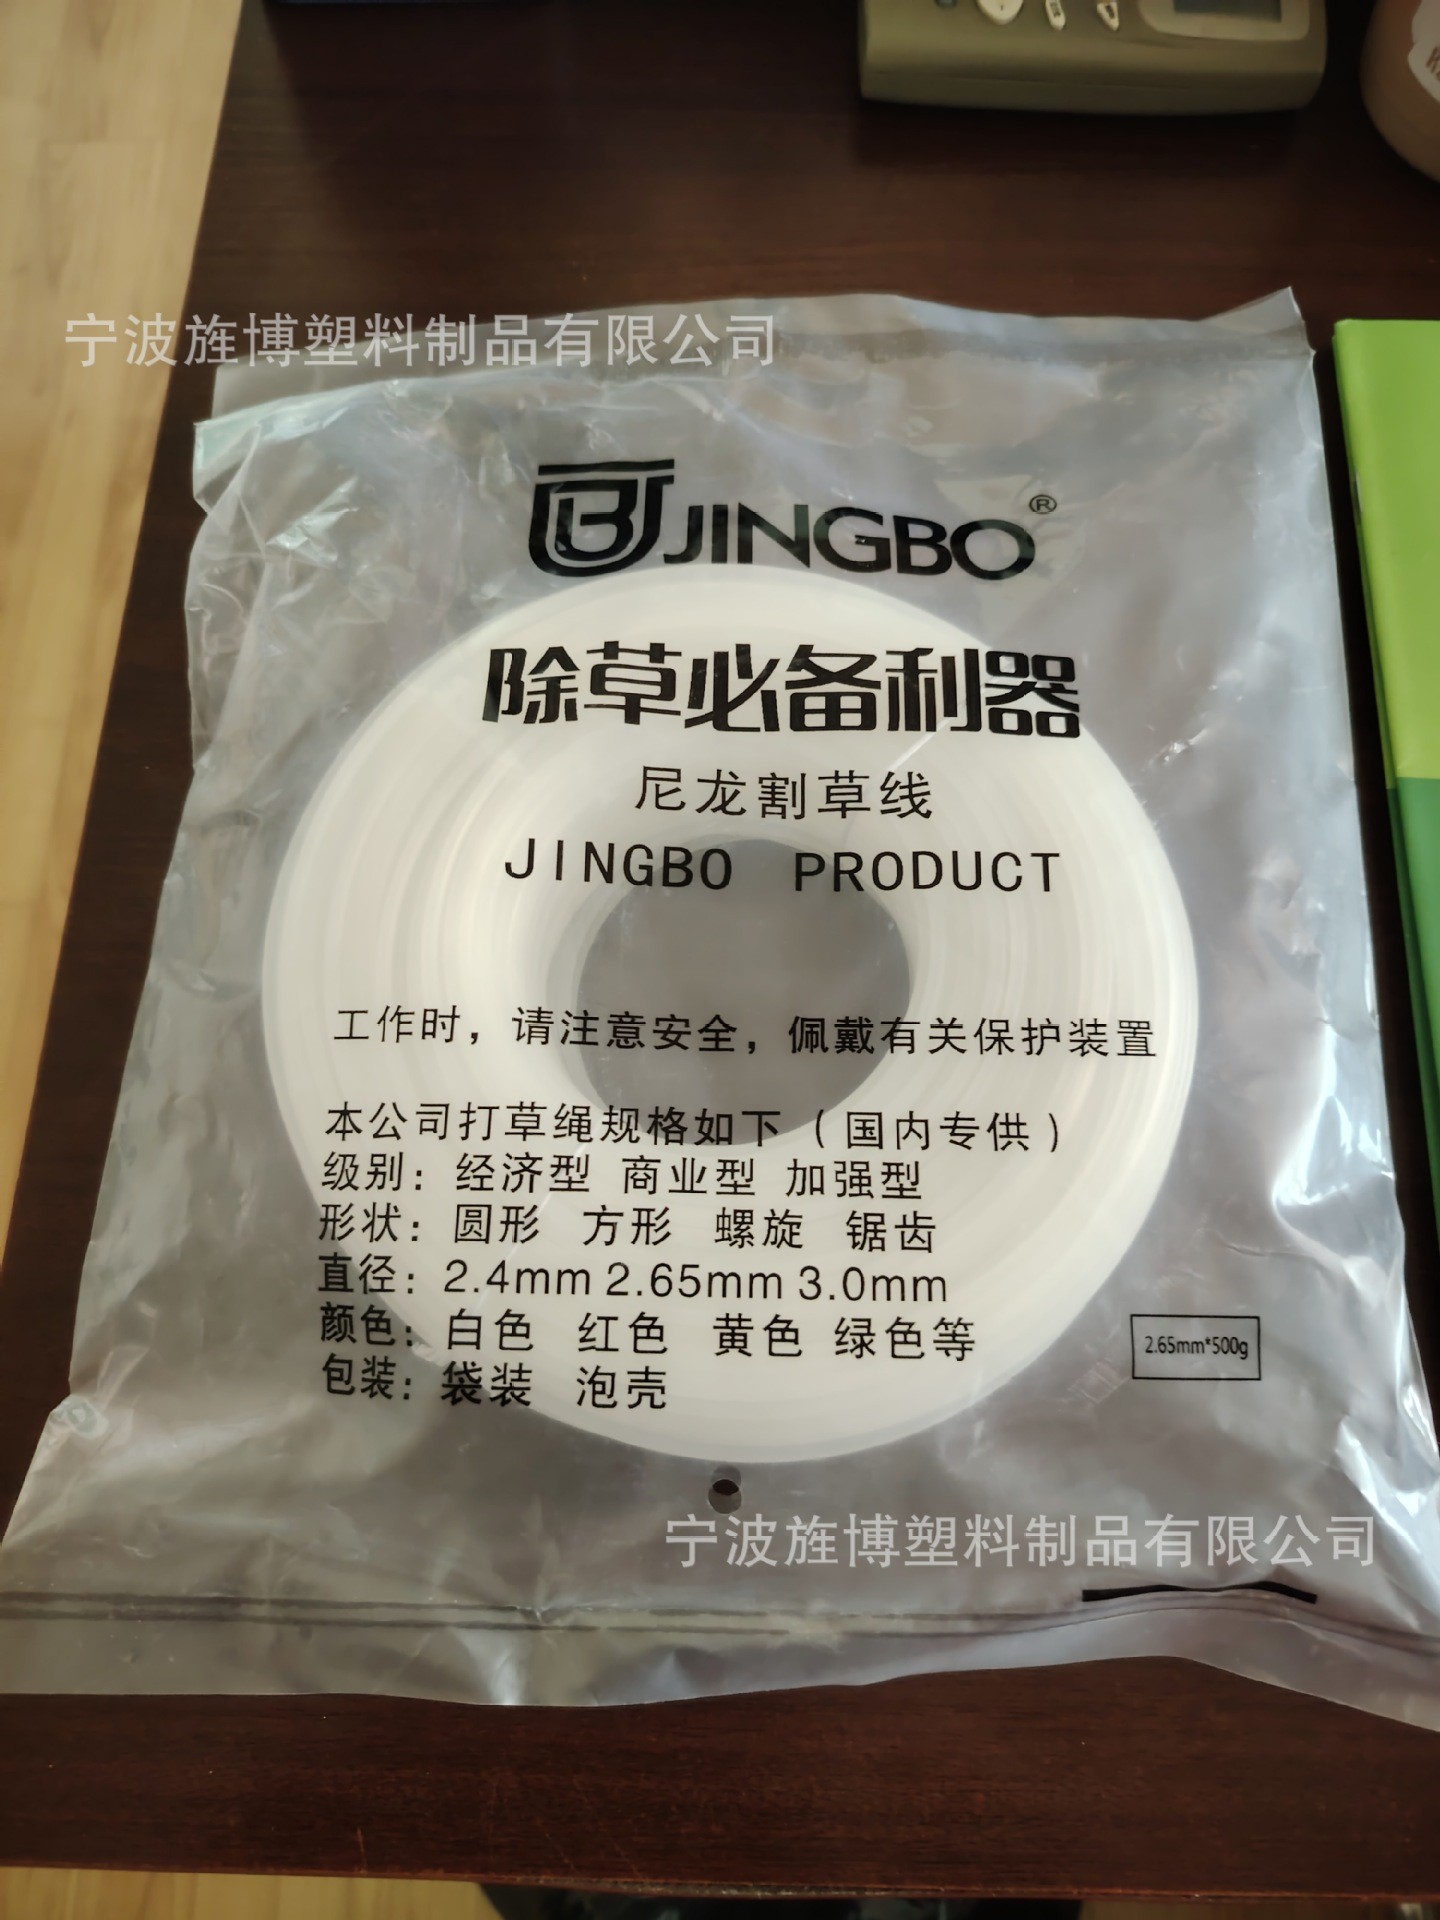 宁波旌博塑料制品有限公司
JINGBO®
除草必备利器
尼龙割草线
JINGBO PRODUCT
工作时，请注意安全，佩戴有关保护装置
本公司打草绳规格如下（国内专供）
级别：经济型 商业型 加强型
形状：圆形 方形 螺旋 锯齿
直径：2.4mm 2.65mm 3.0mm
颜色：白色 红色 黄色 绿色等
包装：袋装 泡壳
2.65mm*500g
宁波旌博塑料制品有限公司